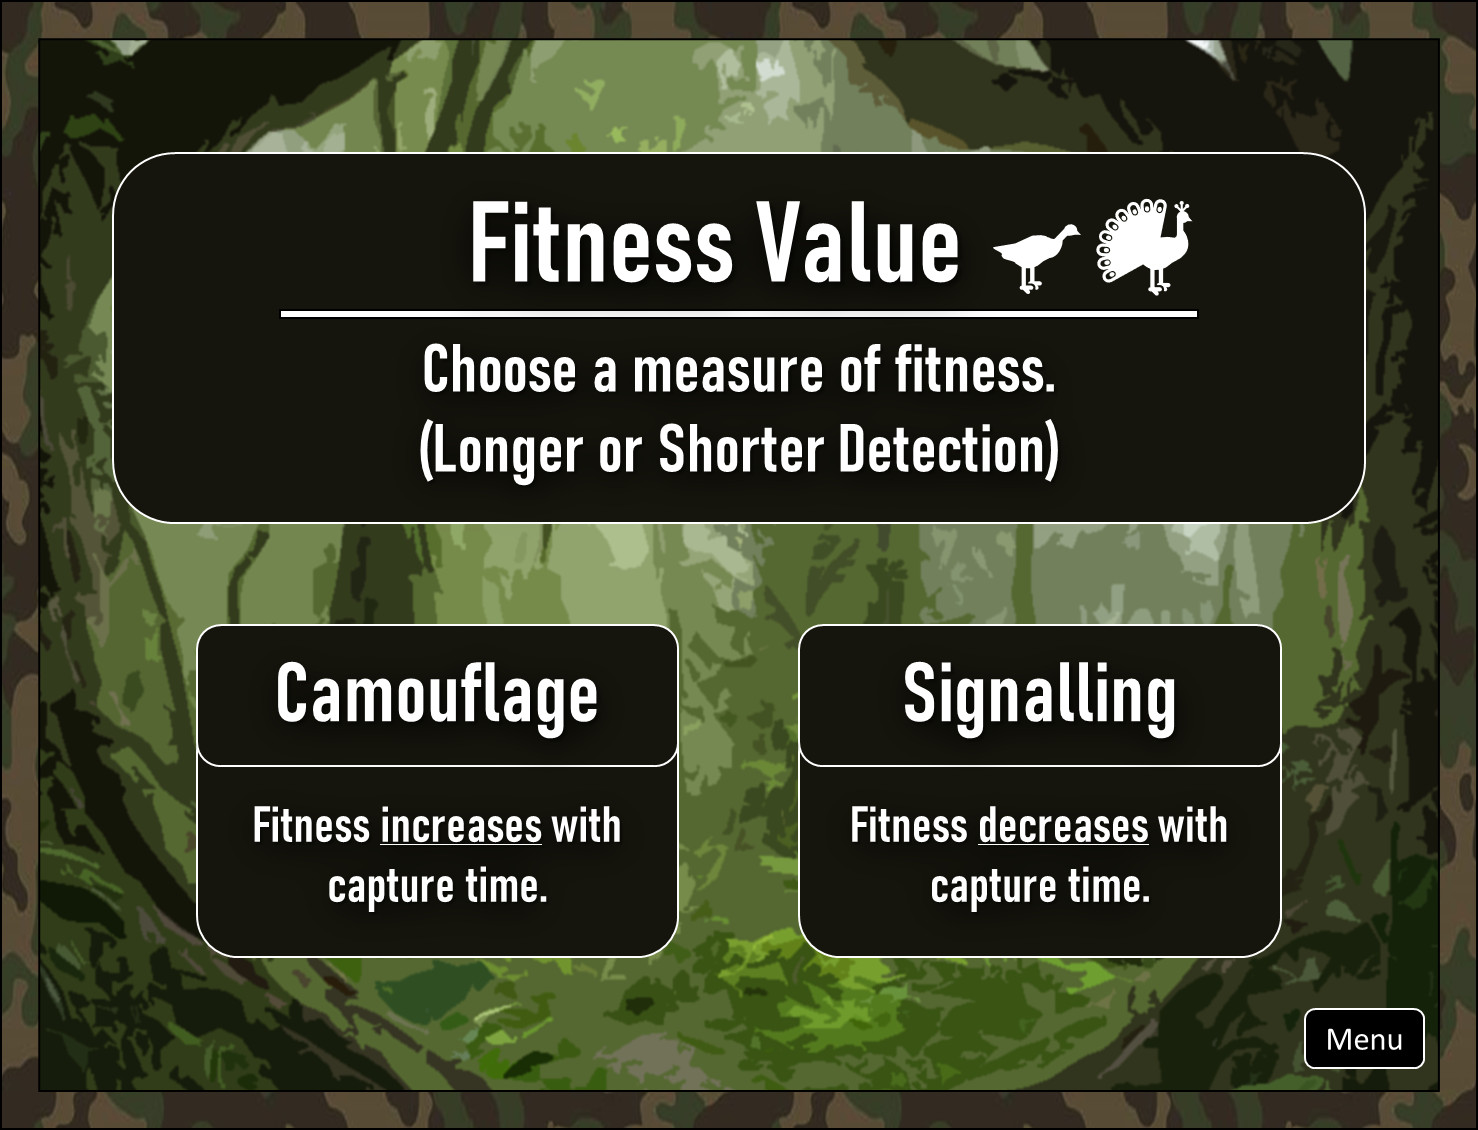 Fitness Value
Choose a measure of fitness.
(Longer or Shorter Detection)
Camouflage
Fitness increases with
capture time.
Signalling
Fitness decreases with
capture time.
Menu